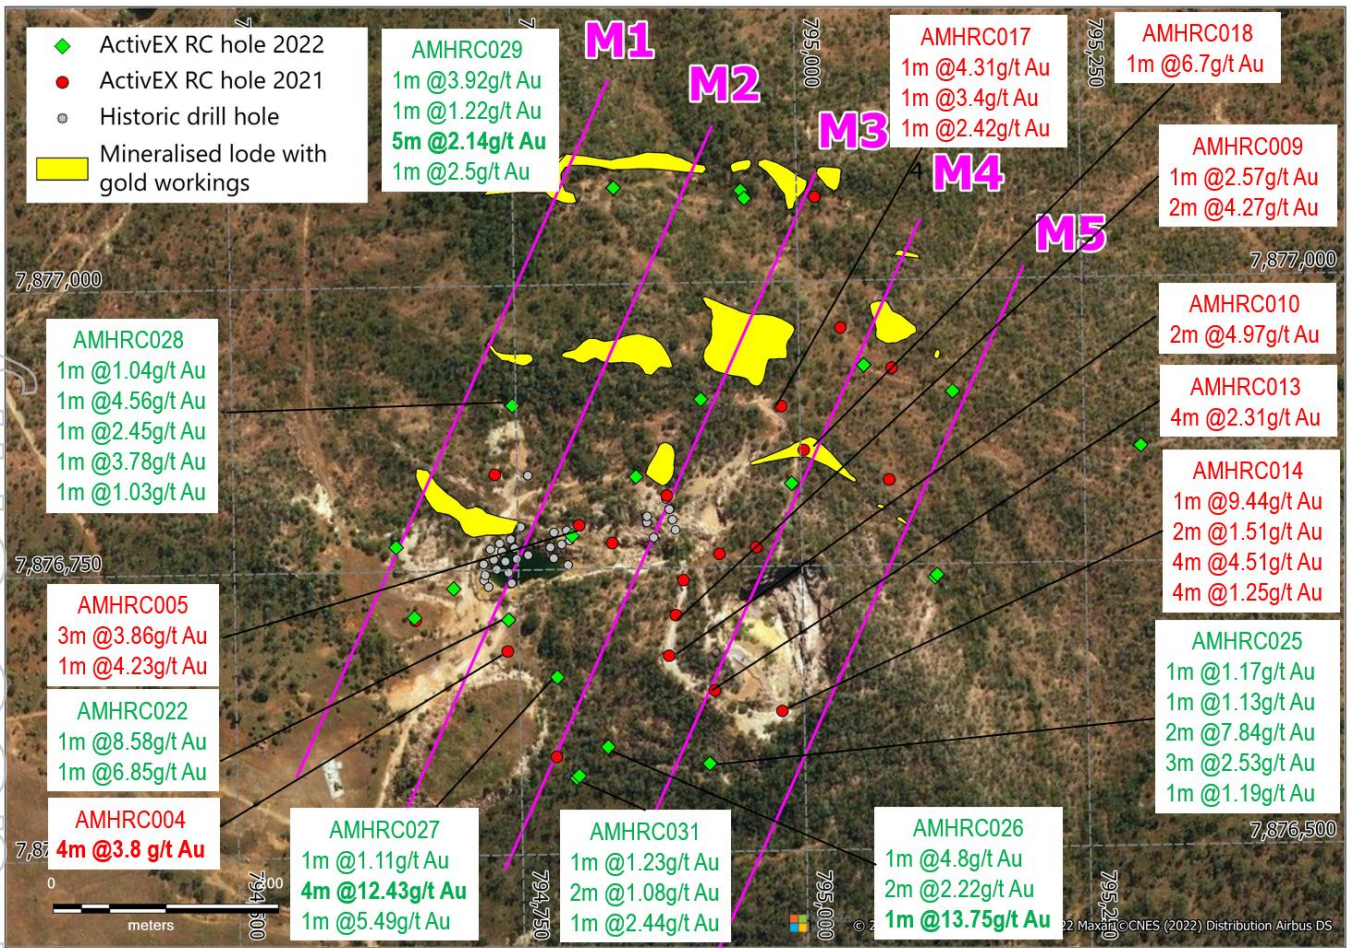 ActivEX RC hole 2022
ActivEX RC hole 2021
Historic drill hole
Mineralised lode with
gold workings
AMHRC029
1m @3.92g/t Au
1m @1.22g/t Au
5m @2.14g/t Au
1m @2.5g/t Au
M1
M2
M3
M4
M5
795,000
795,250
AMHRC017
1m @4.31g/t Au
1m @3.4g/t Au
1m @2.42g/t Au
4
AMHRC018
1m @6.7g/t Au
AMHRC009
1m @2.57g/t Au
2m @4.27g/t Au
7,877,000
7,877,000
AMHRC010
2m @4.97g/t Au
AMHRC028
1m @1.04g/t Au
1m @4.56g/t Au
1m @2.45g/t Au
1m @3.78g/t Au
1m @1.03g/t Au
AMHRC013
4m @2.31g/t Au
AMHRC014
1m @9.44g/t Au
2m @1.51g/t Au
4m @4.51g/t Au
4m @1.25g/t Au
7,876,750
AMHRC005
3m @3.86g/t Au
1m @4.23g/t Au
AMHRC025
1m @1.17g/t Au
1m @1.13g/t Au
2m @7.84g/t Au
3m @2.53g/t Au
1m @1.19g/t Au
AMHRC022
1m @8.58g/t Au
1m @6.85g/t Au
AMHRC004
4m @3.8 g/t Au
AMHRC027
1m @1.11g/t Au
4m @12.43g/t Au
1m @5.49g/t Au
AMHRC031
1m @1.23g/t Au
2m @1.08g/t Au
1m @2.44g/t Au
AMHRC026
1m @4.8g/t Au
2m @2.22g/t Au
1m @13.75g/t Au
7,876,500
0
meters
794,500
794,750
795,000
795,250
22 Maxar ©CNES (2022) Distribution Airbus DS